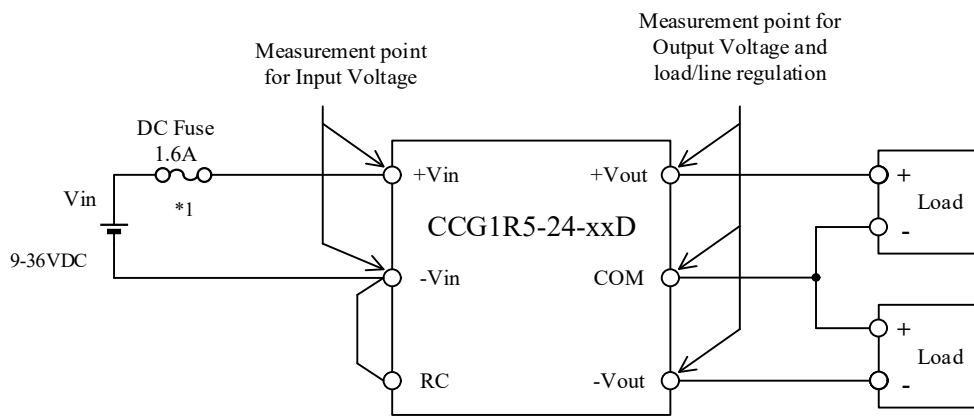 Measurement point
for Input Voltage
Measurement point for
Output Voltage and
load/line regulation
DC Fuse
1.6A
*1
Vin
9-36VDC
+Vin
+Vout
CCG1R5-24-xxD
-Vin
COM
RC
-Vout
+
Load
-
+
Load
-